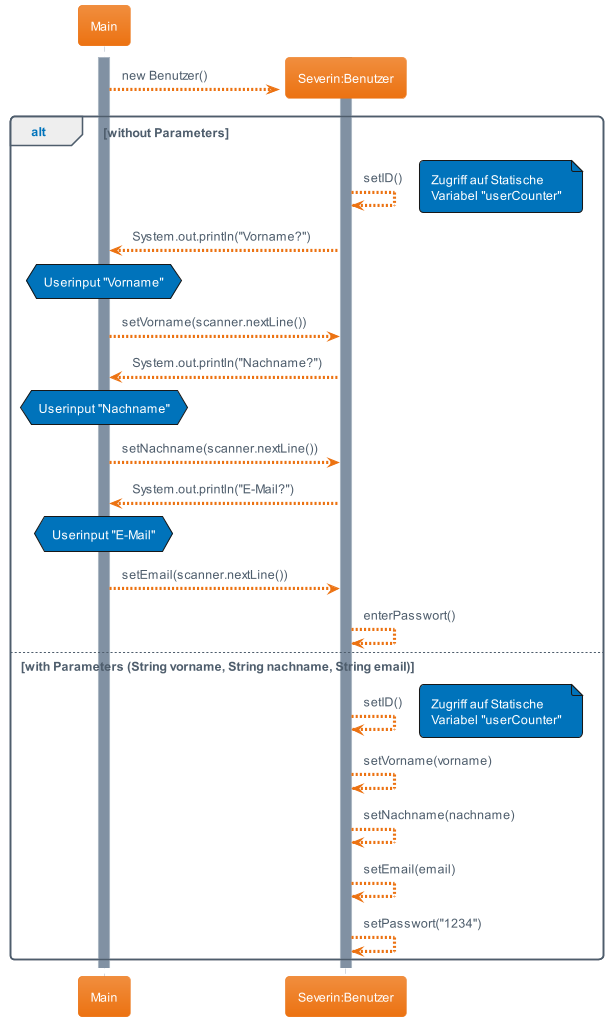 Main
new Benutzer()
Severin:Benutzer
alt
[without Parameters]
setID()
Zugriff auf Statische
Variabel "userCounter"
System.out.println("Vorname?")
Userinput "Vorname"
setVorname(scanner.nextLine())
System.out.println("Nachname?")
Userinput "Nachname"
setNachname(scanner.nextLine())
System.out.println("E-Mail?")
Userinput "E-Mail"
setEmail(scanner.nextLine())
enterPasswort()
[with Parameters (String vorname, String nachname, String email)]
setID()
Zugriff auf Statische
Variabel "userCounter"
setVorname(vorname)
setNachname(nachname)
setEmail(email)
setPasswort("1234")
Main
Severin:Benutzer